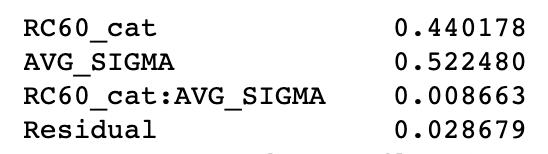 RC60_cat 0.440178
AVG_SIGMA 0.522480
RC60_cat:AVG_SIGMA 0.008663
Residual 0.028679